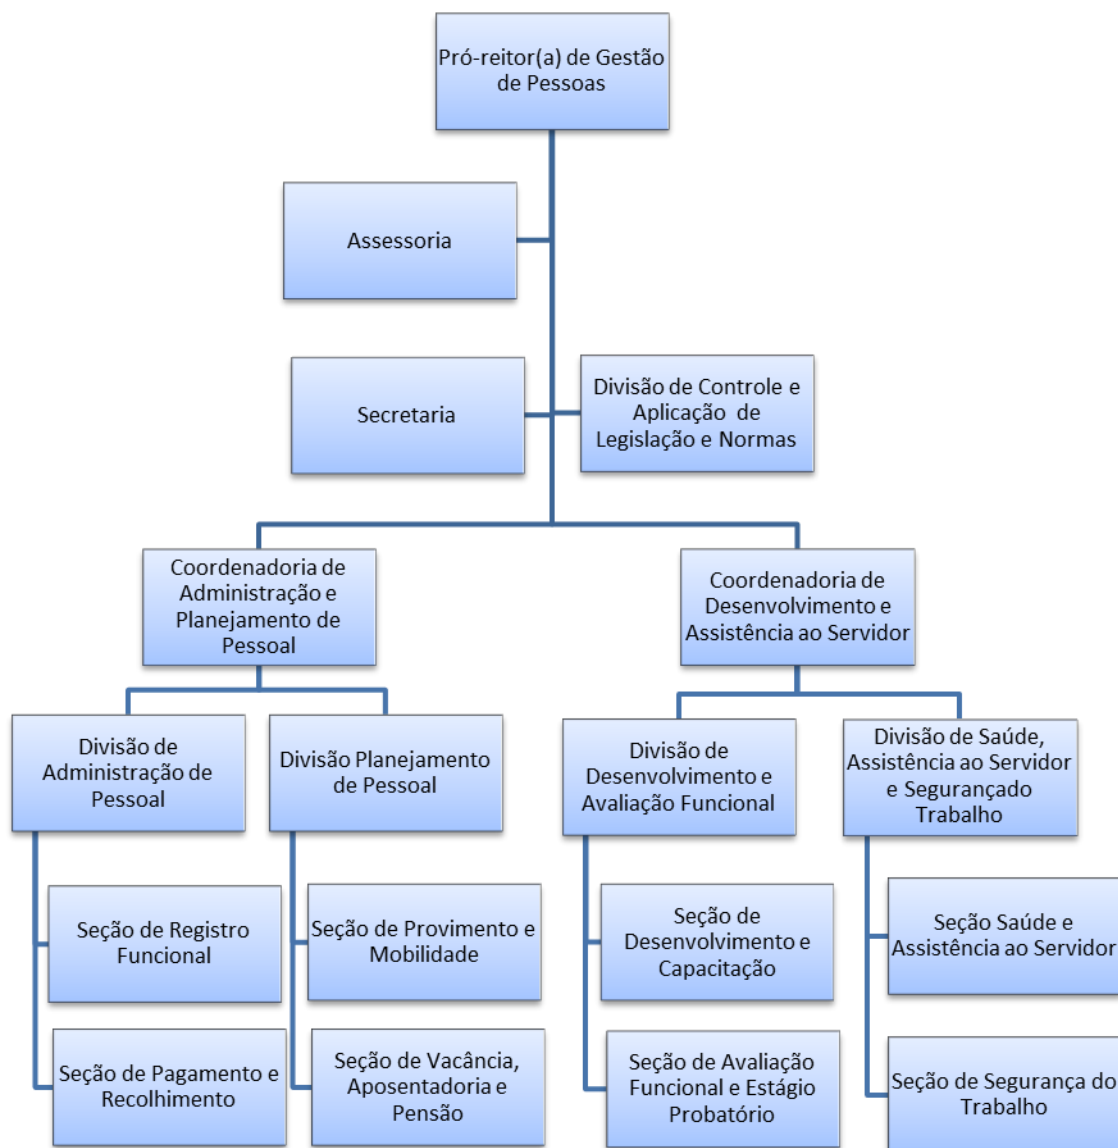 Pró-reitor(a) de Gestão
de Pessoas
Assessoria
Secretaria
Divisão de Controle e
Aplicação de
Legislação e Normas
Coordenadoria de
Administração e
Planejamento de
Pessoal
Coordenadoria de
Desenvolvimento e
Assistência ao Servidor
Divisão de
Administração de
Pessoal
Divisão Planejamento
de Pessoal
Divisão de
Desenvolvimento e
Avaliação Funcional
Divisão de Saúde,
Assistência ao Servidor
e Segurançado
Trabalho
Seção de Registro
Funcional
Seção de Provimento e
Mobilidade
Seção de
Desenvolvimento e
Capacitação
Seção Saúde e
Assistência ao Servidor
Seção de Pagamento e
Recolhimento
Seção de Vacância,
Aposentadoria e
Pensão
Seção de Avaliação
Funcional e Estágio
Probatório
Seção de Segurança do
Trabalho